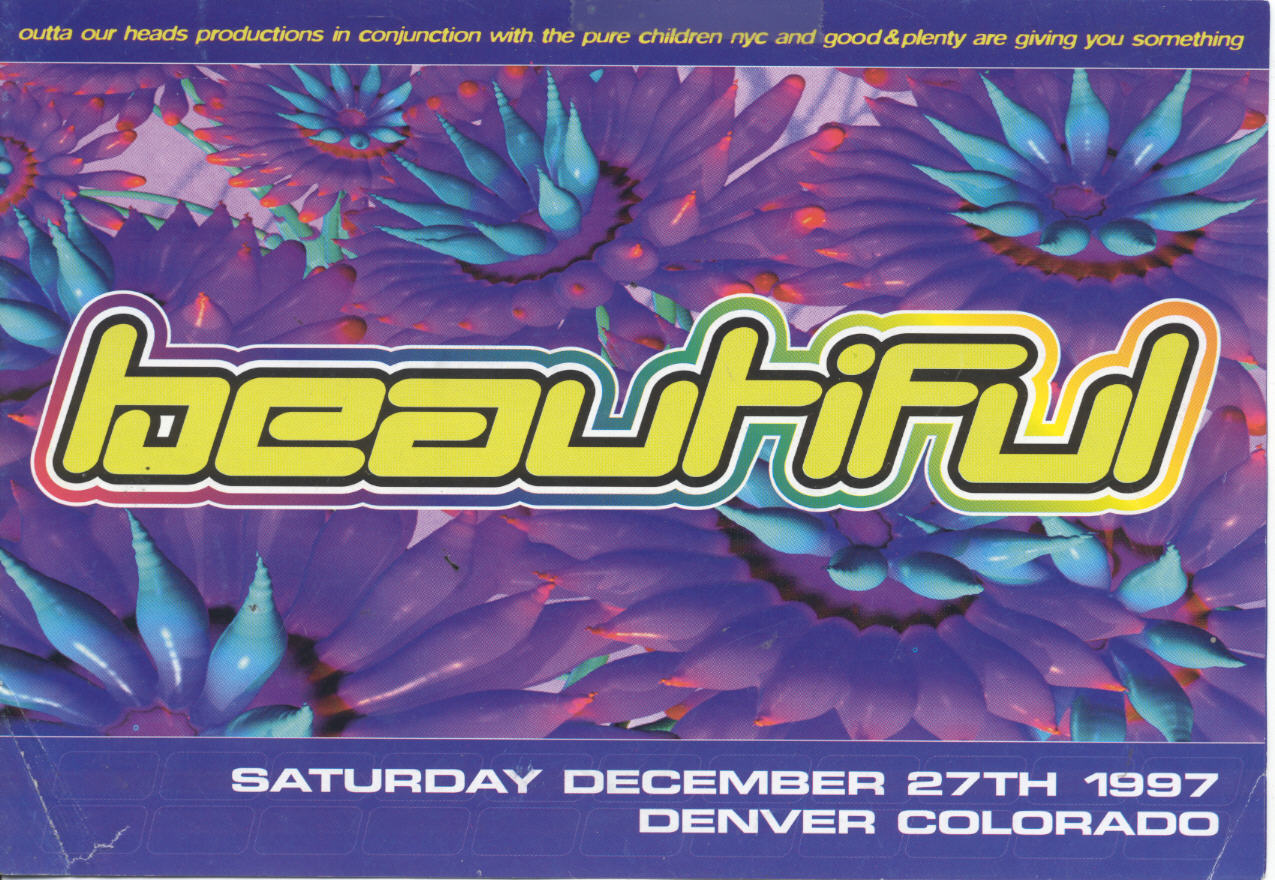 outta our heads productions in conjunction with the pure children nyc and good&plenty are giving you something
beautiful
SATURDAY DECEMBER 27TH 1997
DENVER COLORADO